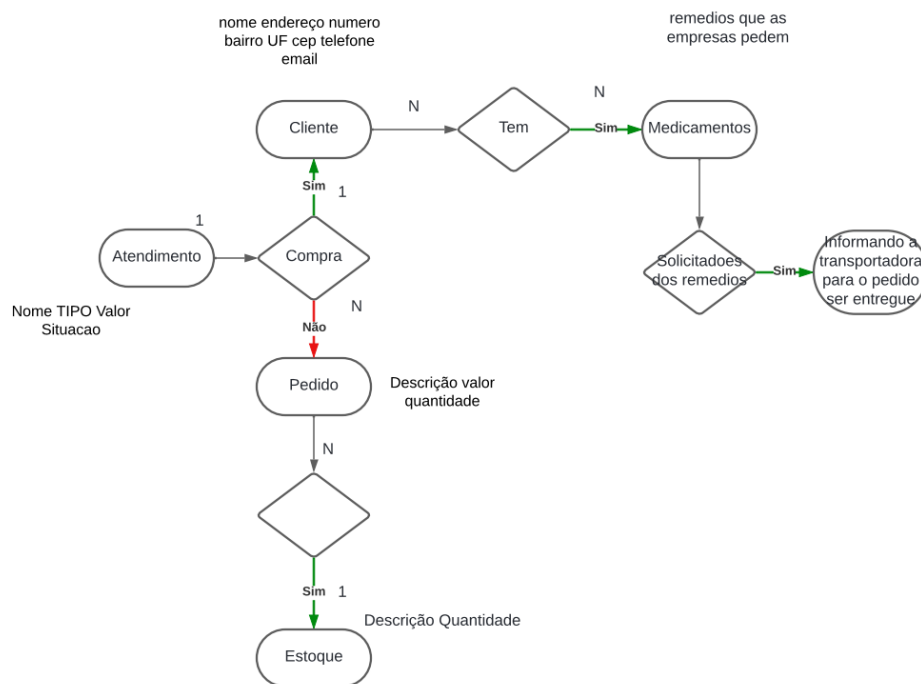 nome endereço numero
bairro UF cep telefone
email
remedios que as
empresas pedem
N
N
Cliente
Tem
Sim
Medicamentos
Sim
1
1
Atendimento
Compra
Solicitadoes
dos remedios
Sim
Informando a
transportadora
para o pedido
ser entregue
Nome TIPO Valor
Situacao
N
Não
Pedido
Descrição valor
quantidade
N
Sim
1
Descrição Quantidade
Estoque